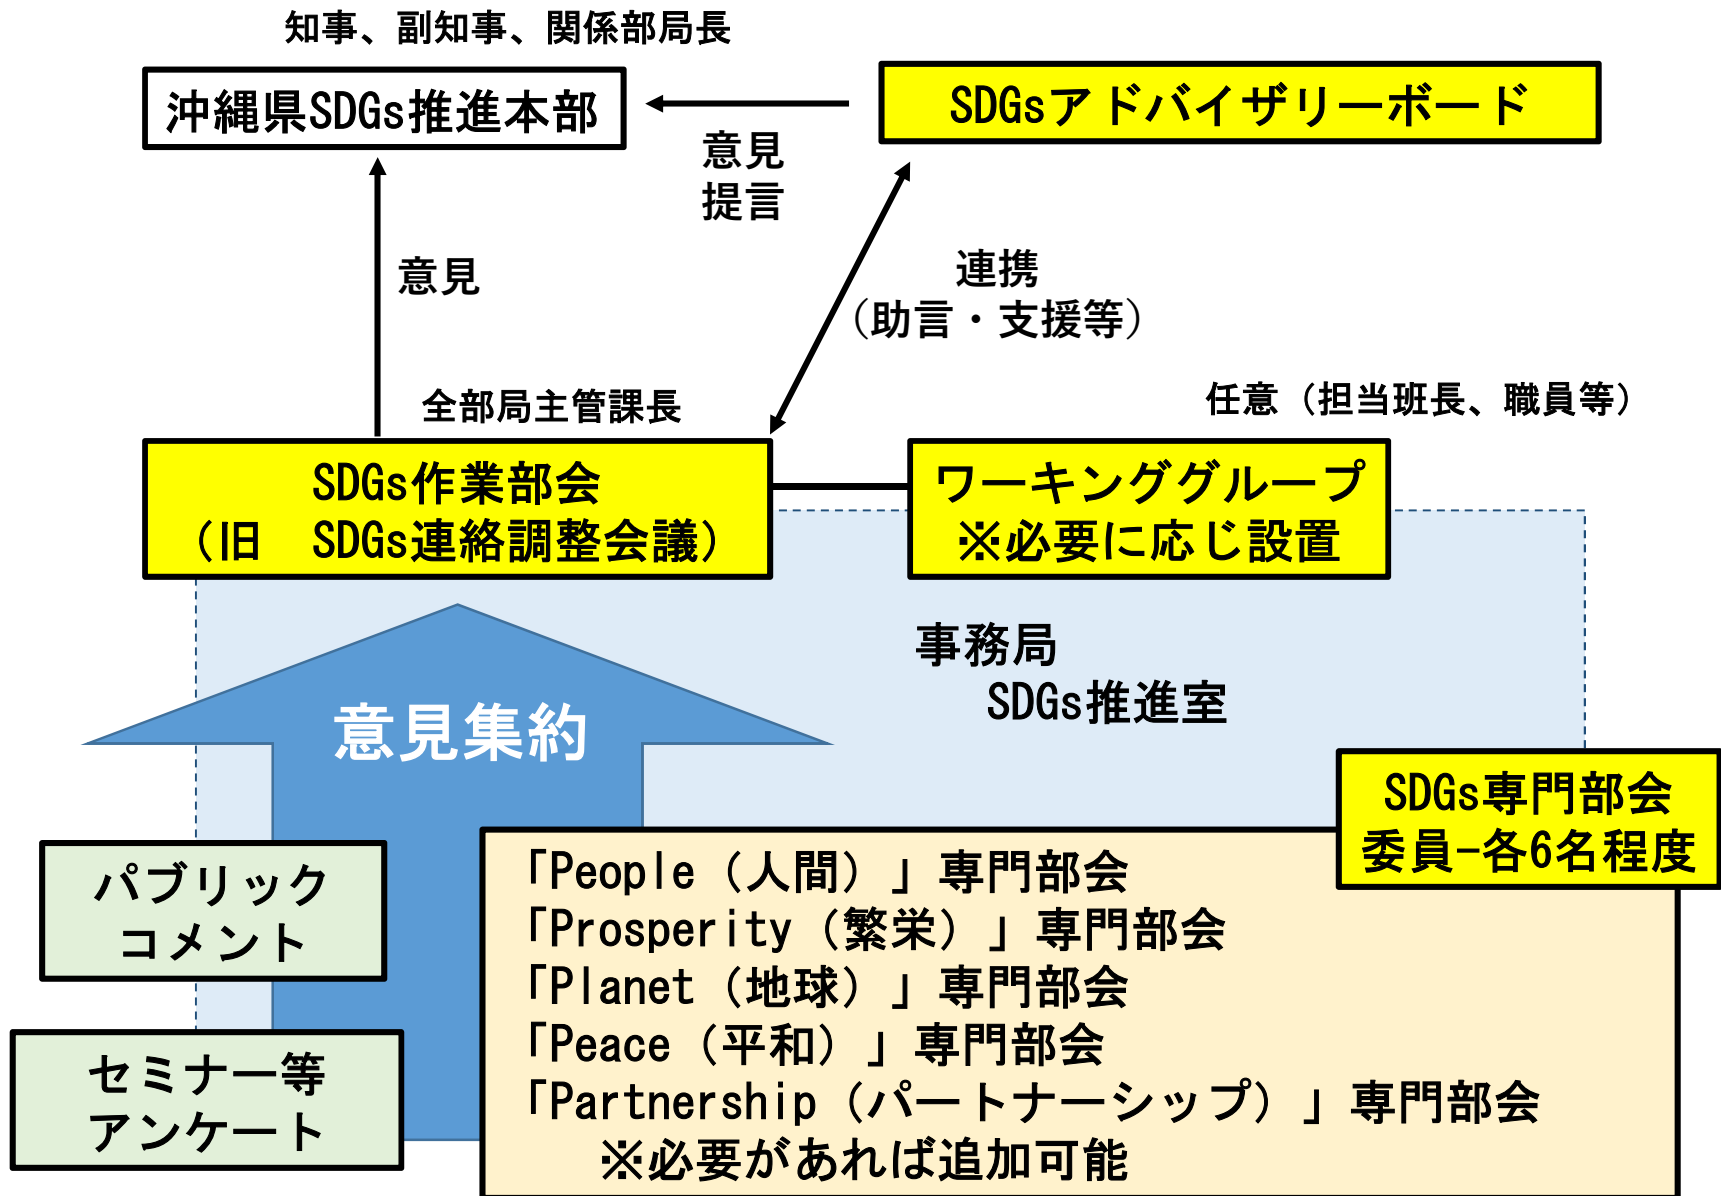 知事、副知事、関係部局長
沖縄県SDGs推進本部
SDGsアドバイザリーボード
意見
提言
意見
連携
（助言・支援等）
全部局主管課長
任意（担当班長、職員等）
SDGs作業部会
（旧　SDGs連絡調整会議）
ワーキンググループ
※必要に応じ設置
事務局
SDGs推進室
意見集約
SDGs専門部会
委員-各6名程度
パブリック
コメント
セミナー等
アンケート
「People（人間）」専門部会
「Prosperity（繁栄）」専門部会
「Planet（地球）」専門部会
「Peace（平和）」専門部会
「Partnership（パートナーシップ）」専門部会
※必要があれば追加可能